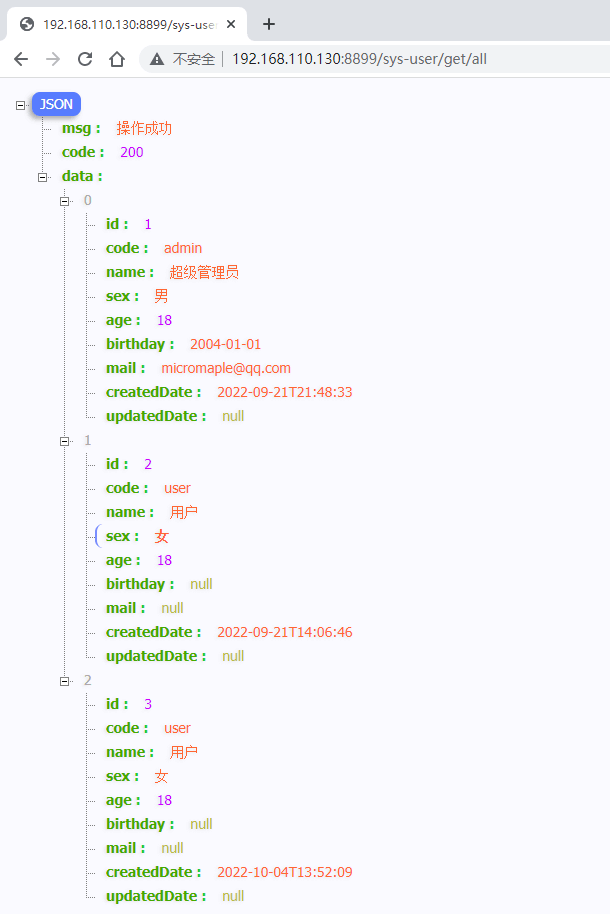 192.168.110.130:8899/sys-use
不安全 192.168.110.130:8899/sys-user/get/all
JSON
msg : 操作成功
code : 200
data :
0
id : 1
code : admin
name : 超级管理员
sex : 男
age : 18
birthday : 2004-01-01
mail : micromaple@qq.com
createdDate : 2022-09-21T21:48:33
updatedDate : null
1
id : 2
code : user
name : 用户
sex : 女
age : 18
birthday : null
mail : null
createdDate : 2022-09-21T14:06:46
updatedDate : null
2
id : 3
code : user
name : 用户
sex : 女
age : 18
birthday : null
mail : null
createdDate : 2022-10-04T13:52:09
updatedDate : null